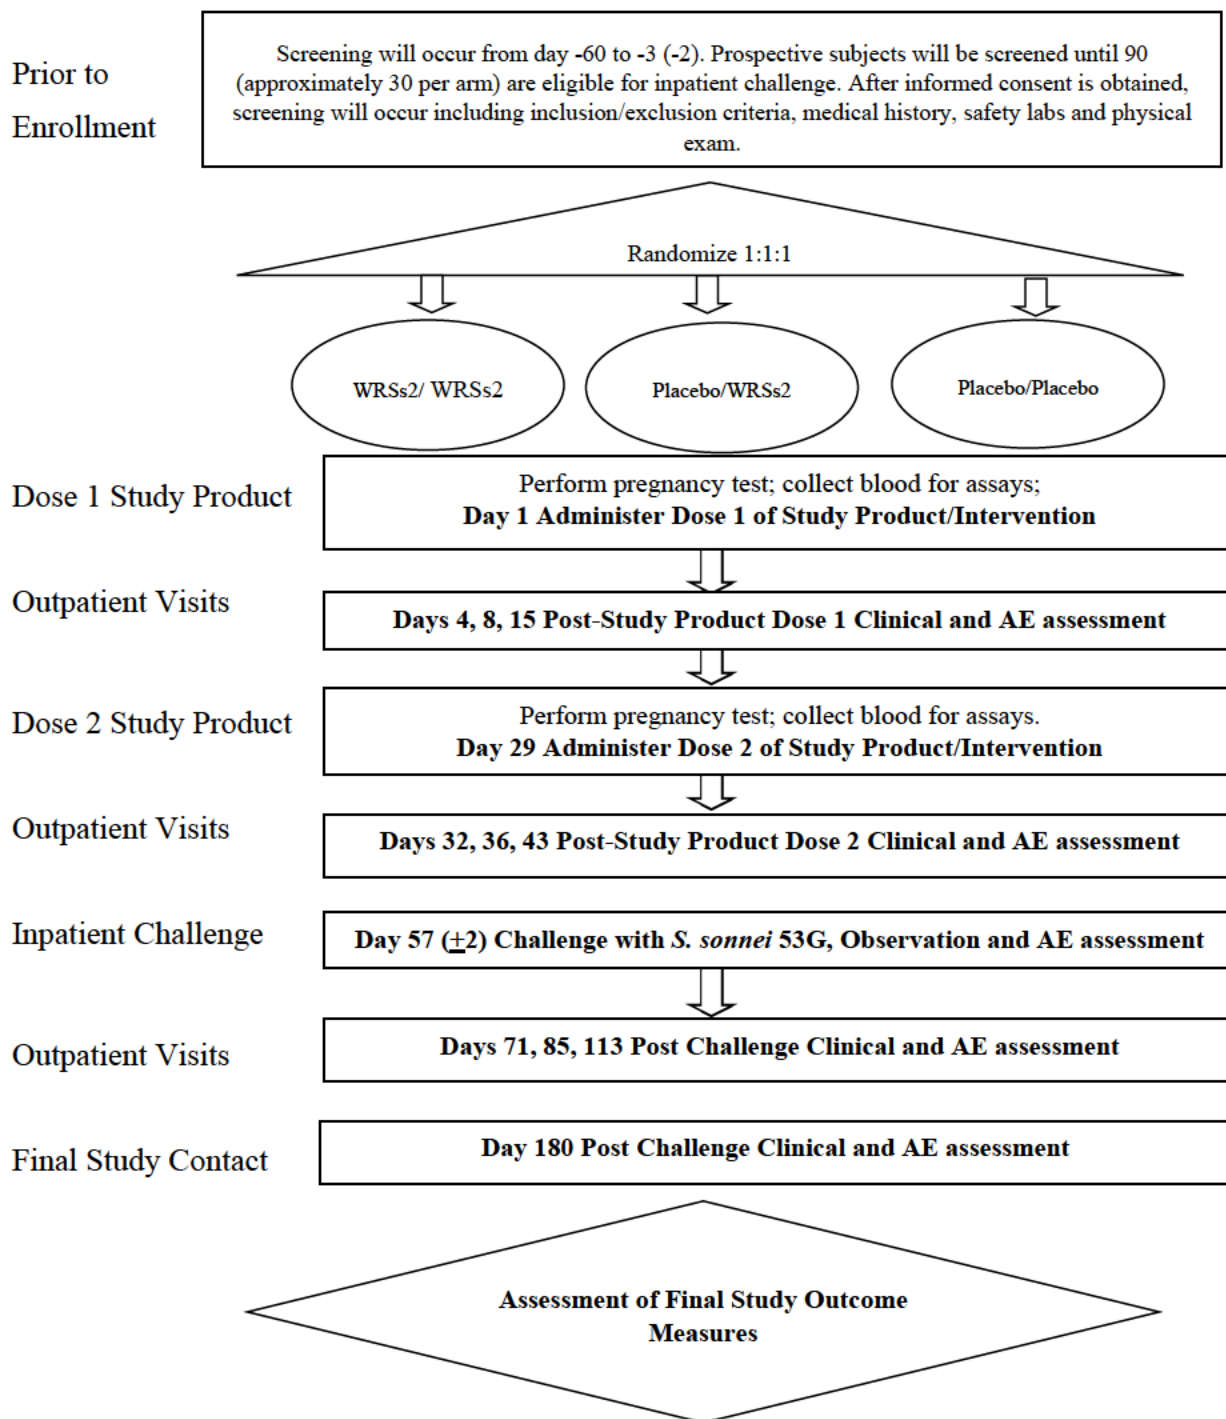 Prior to
Enrollment
Screening will occur from day -60 to -3 (-2). Prospective subjects will be screened until 90
(approximately 30 per arm) are eligible for inpatient challenge. After informed consent is obtained,
screening will occur including inclusion/exclusion criteria, medical history, safety labs and physical
exam.
Randomize 1:1:1
WRSs2/ WRSs2
Placebo/WRSs2
Placebo/Placebo
Dose 1 Study Product
Perform pregnancy test; collect blood for assays;
Day 1 Administer Dose 1 of Study Product/Intervention
Outpatient Visits
Days 4, 8, 15 Post-Study Product Dose 1 Clinical and AE assessment
Dose 2 Study Product
Perform pregnancy test; collect blood for assays.
Day 29 Administer Dose 2 of Study Product/Intervention
Outpatient Visits
Days 32, 36, 43 Post-Study Product Dose 2 Clinical and AE assessment
Inpatient Challenge
Day 57 (±2) Challenge with S. sonnei 53G, Observation and AE assessment
Outpatient Visits
Days 71, 85, 113 Post Challenge Clinical and AE assessment
Final Study Contact
Day 180 Post Challenge Clinical and AE assessment
Assessment of Final Study Outcome
Measures